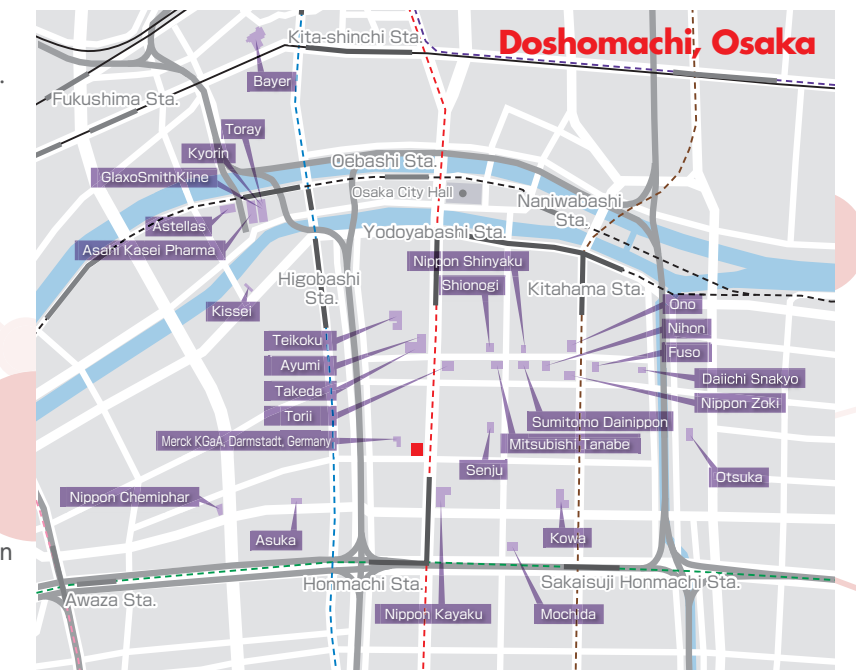 Doshomachi, Osaka
Kita-shinchi Sta.
.
Bayer
Fukushima Sta.
Toray
Kyorin
Oebashi Sta.
GlaxoSmithKline
Osaka City Hall
Naniwabashi
Sta.
Astellas
Yodoyabashi Sta.
Asahi Kasei Pharma
Nippon Shinyaku
Higobashi
Sta.
Shionogi
Kitahama Sta.
Kissei
Ono
Nihon
Teikoku
Fuso
Ayumi
Daiichi Snakyo
Takeda
Nippon Zoki
Torii
Sumitomo Dainippon
Merck KGaA, Darmstadt, Germany
Mitsubishi Tanabe
Senju
Otsuka
Nippon Chemiphar
Asuka
Kowa
n
Honmachi Sta.
Sakaisuji Honmachi Sta.
Awaza Sta.
Nippon Kayaku
Mochida